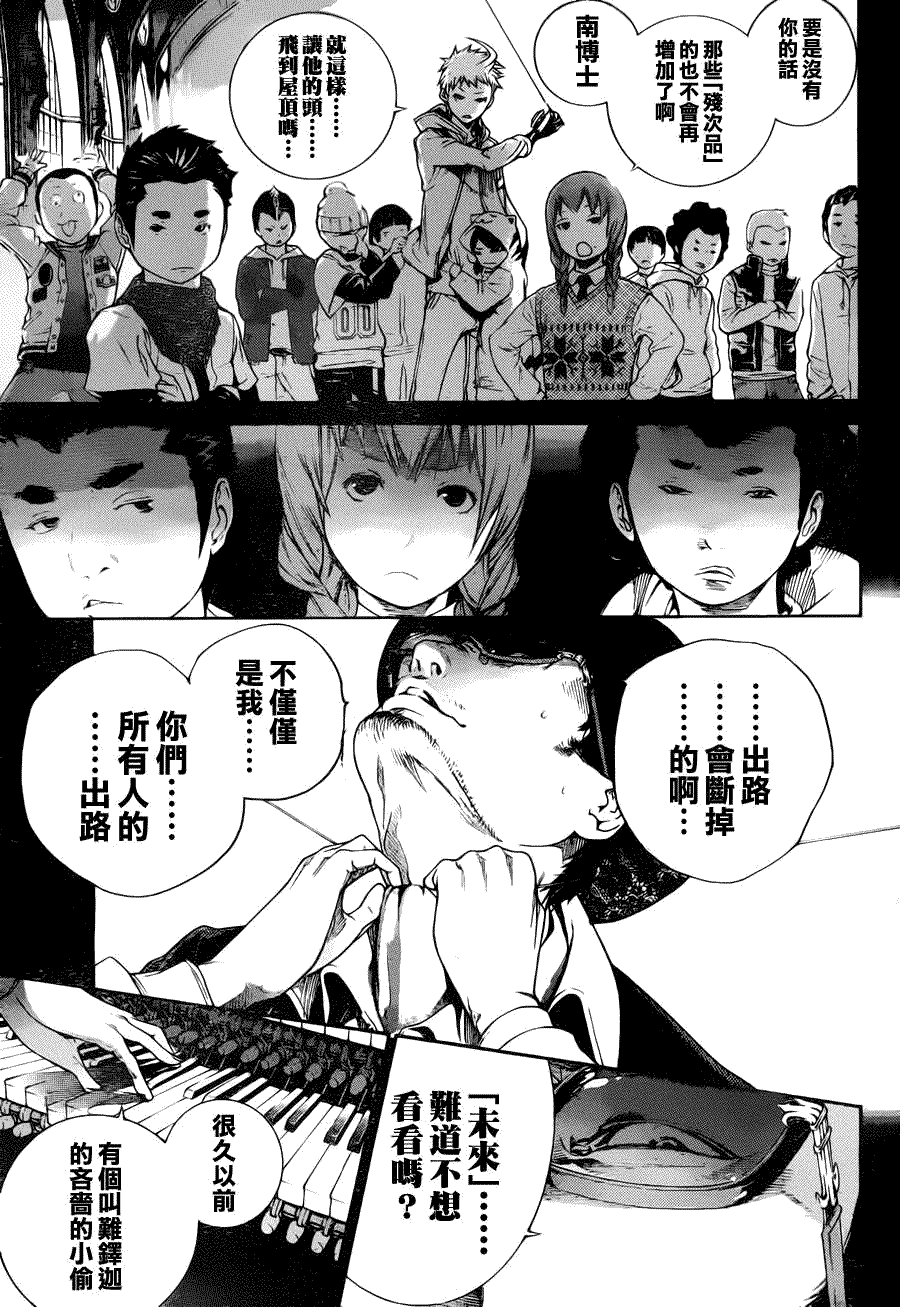 要是沒有
你的話
那些「殘次品」
的也不會再
增加了啊
南博士
就這樣……
讓他的頭……
飛到屋頂嗎…
00
……出路
……會斷掉
……的啊…
不僅僅
是我……
你們……
所有人的
……出路
「未來」……
難道不想
看看嗎？
很久以前
有個叫難鐸迦
的吝嗇的小偷